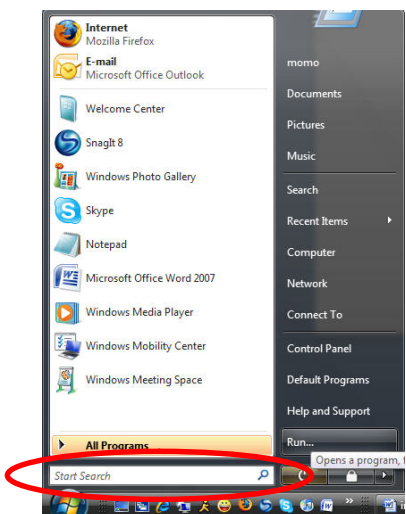 Internet
Mozilla Firefox
E-mail
Microsoft Office Outlook
Welcome Center
SnagIt 8
Windows Photo Gallery
Skype
Notepad
Microsoft Office Word 2007
Windows Media Player
Windows Mobility Center
Windows Meeting Space
All Programs
Start Search
momo
Documents
Pictures
Music
Search
Recent Items
Computer
Network
Connect To
Control Panel
Default Programs
Help and Support
Run...
Opens a program, f